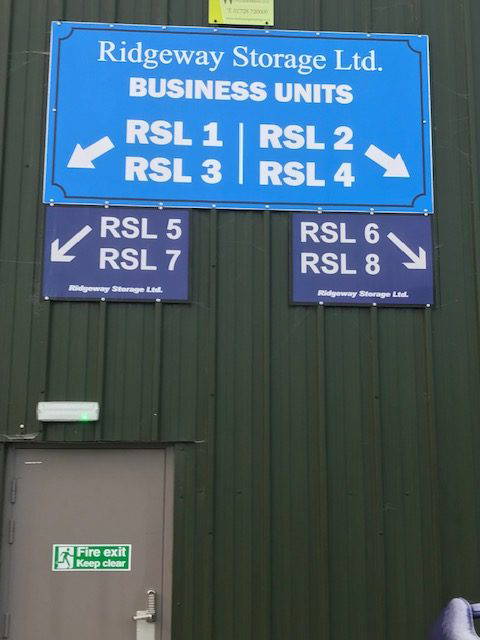 Ridgeway Storage Ltd.
BUSINESS UNITS
RSL 1 | RSL 2
RSL 3 | RSL 4
RSL 5
RSL 7
Ridgeway Storage Ltd.
RSL 6
RSL 8
Ridgeway Storage Ltd.
Fire exit
Keep clear